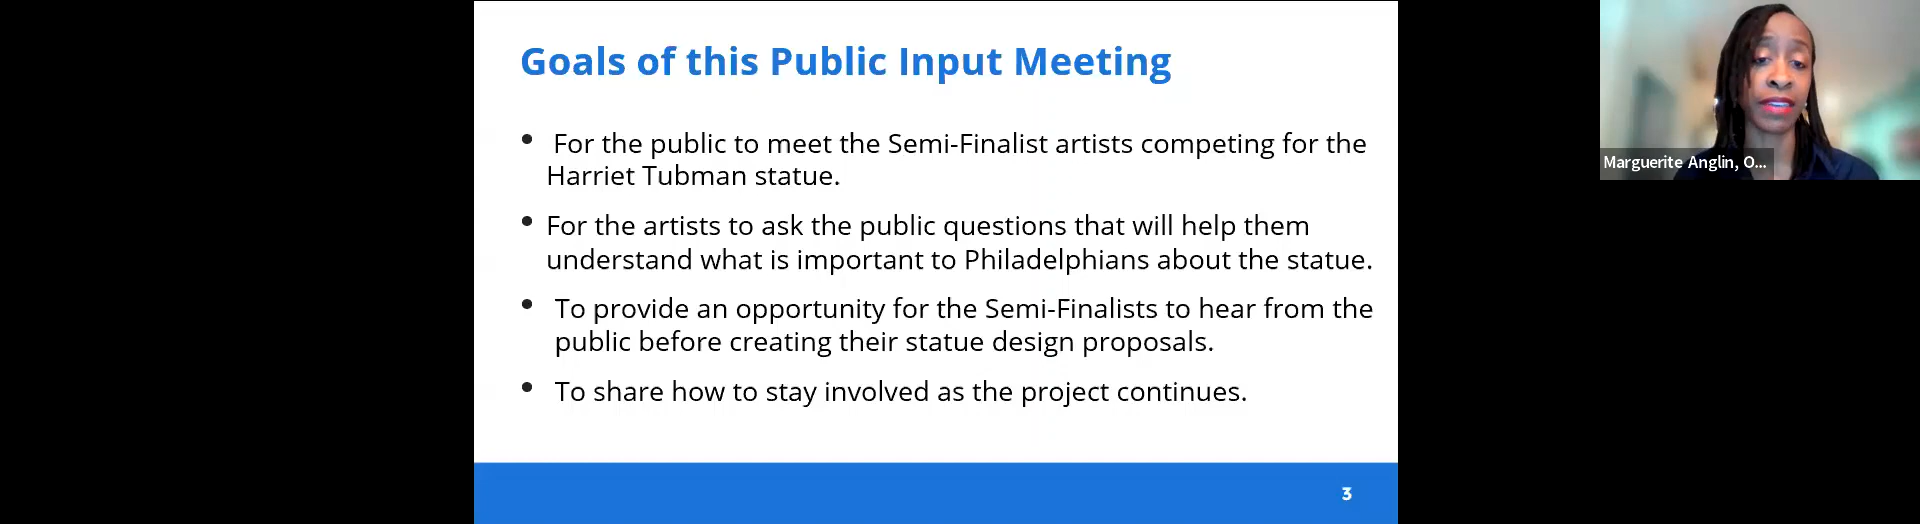 Goals of this Public Input Meeting
• For the public to meet the Semi-Finalist artists competing for the
Harriet Tubman statue.
• For the artists to ask the public questions that will help them
understand what is important to Philadelphians about the statue.
• To provide an opportunity for the Semi-Finalists to hear from the
public before creating their statue design proposals.
• To share how to stay involved as the project continues.
3
Marguerite Anglin, O...